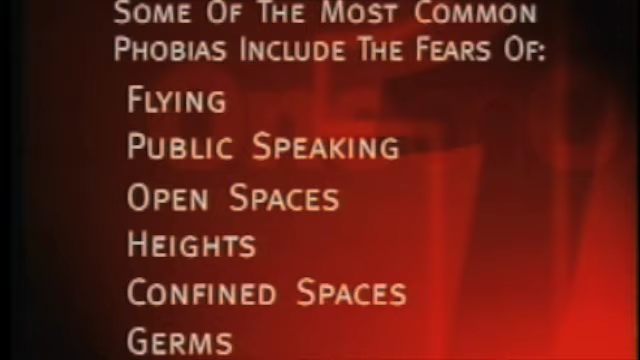 Some Of The Most Common
Phobias Include The Fears Of:
Flying
Public Speaking
Open Spaces
Heights
Confined Spaces
Germs